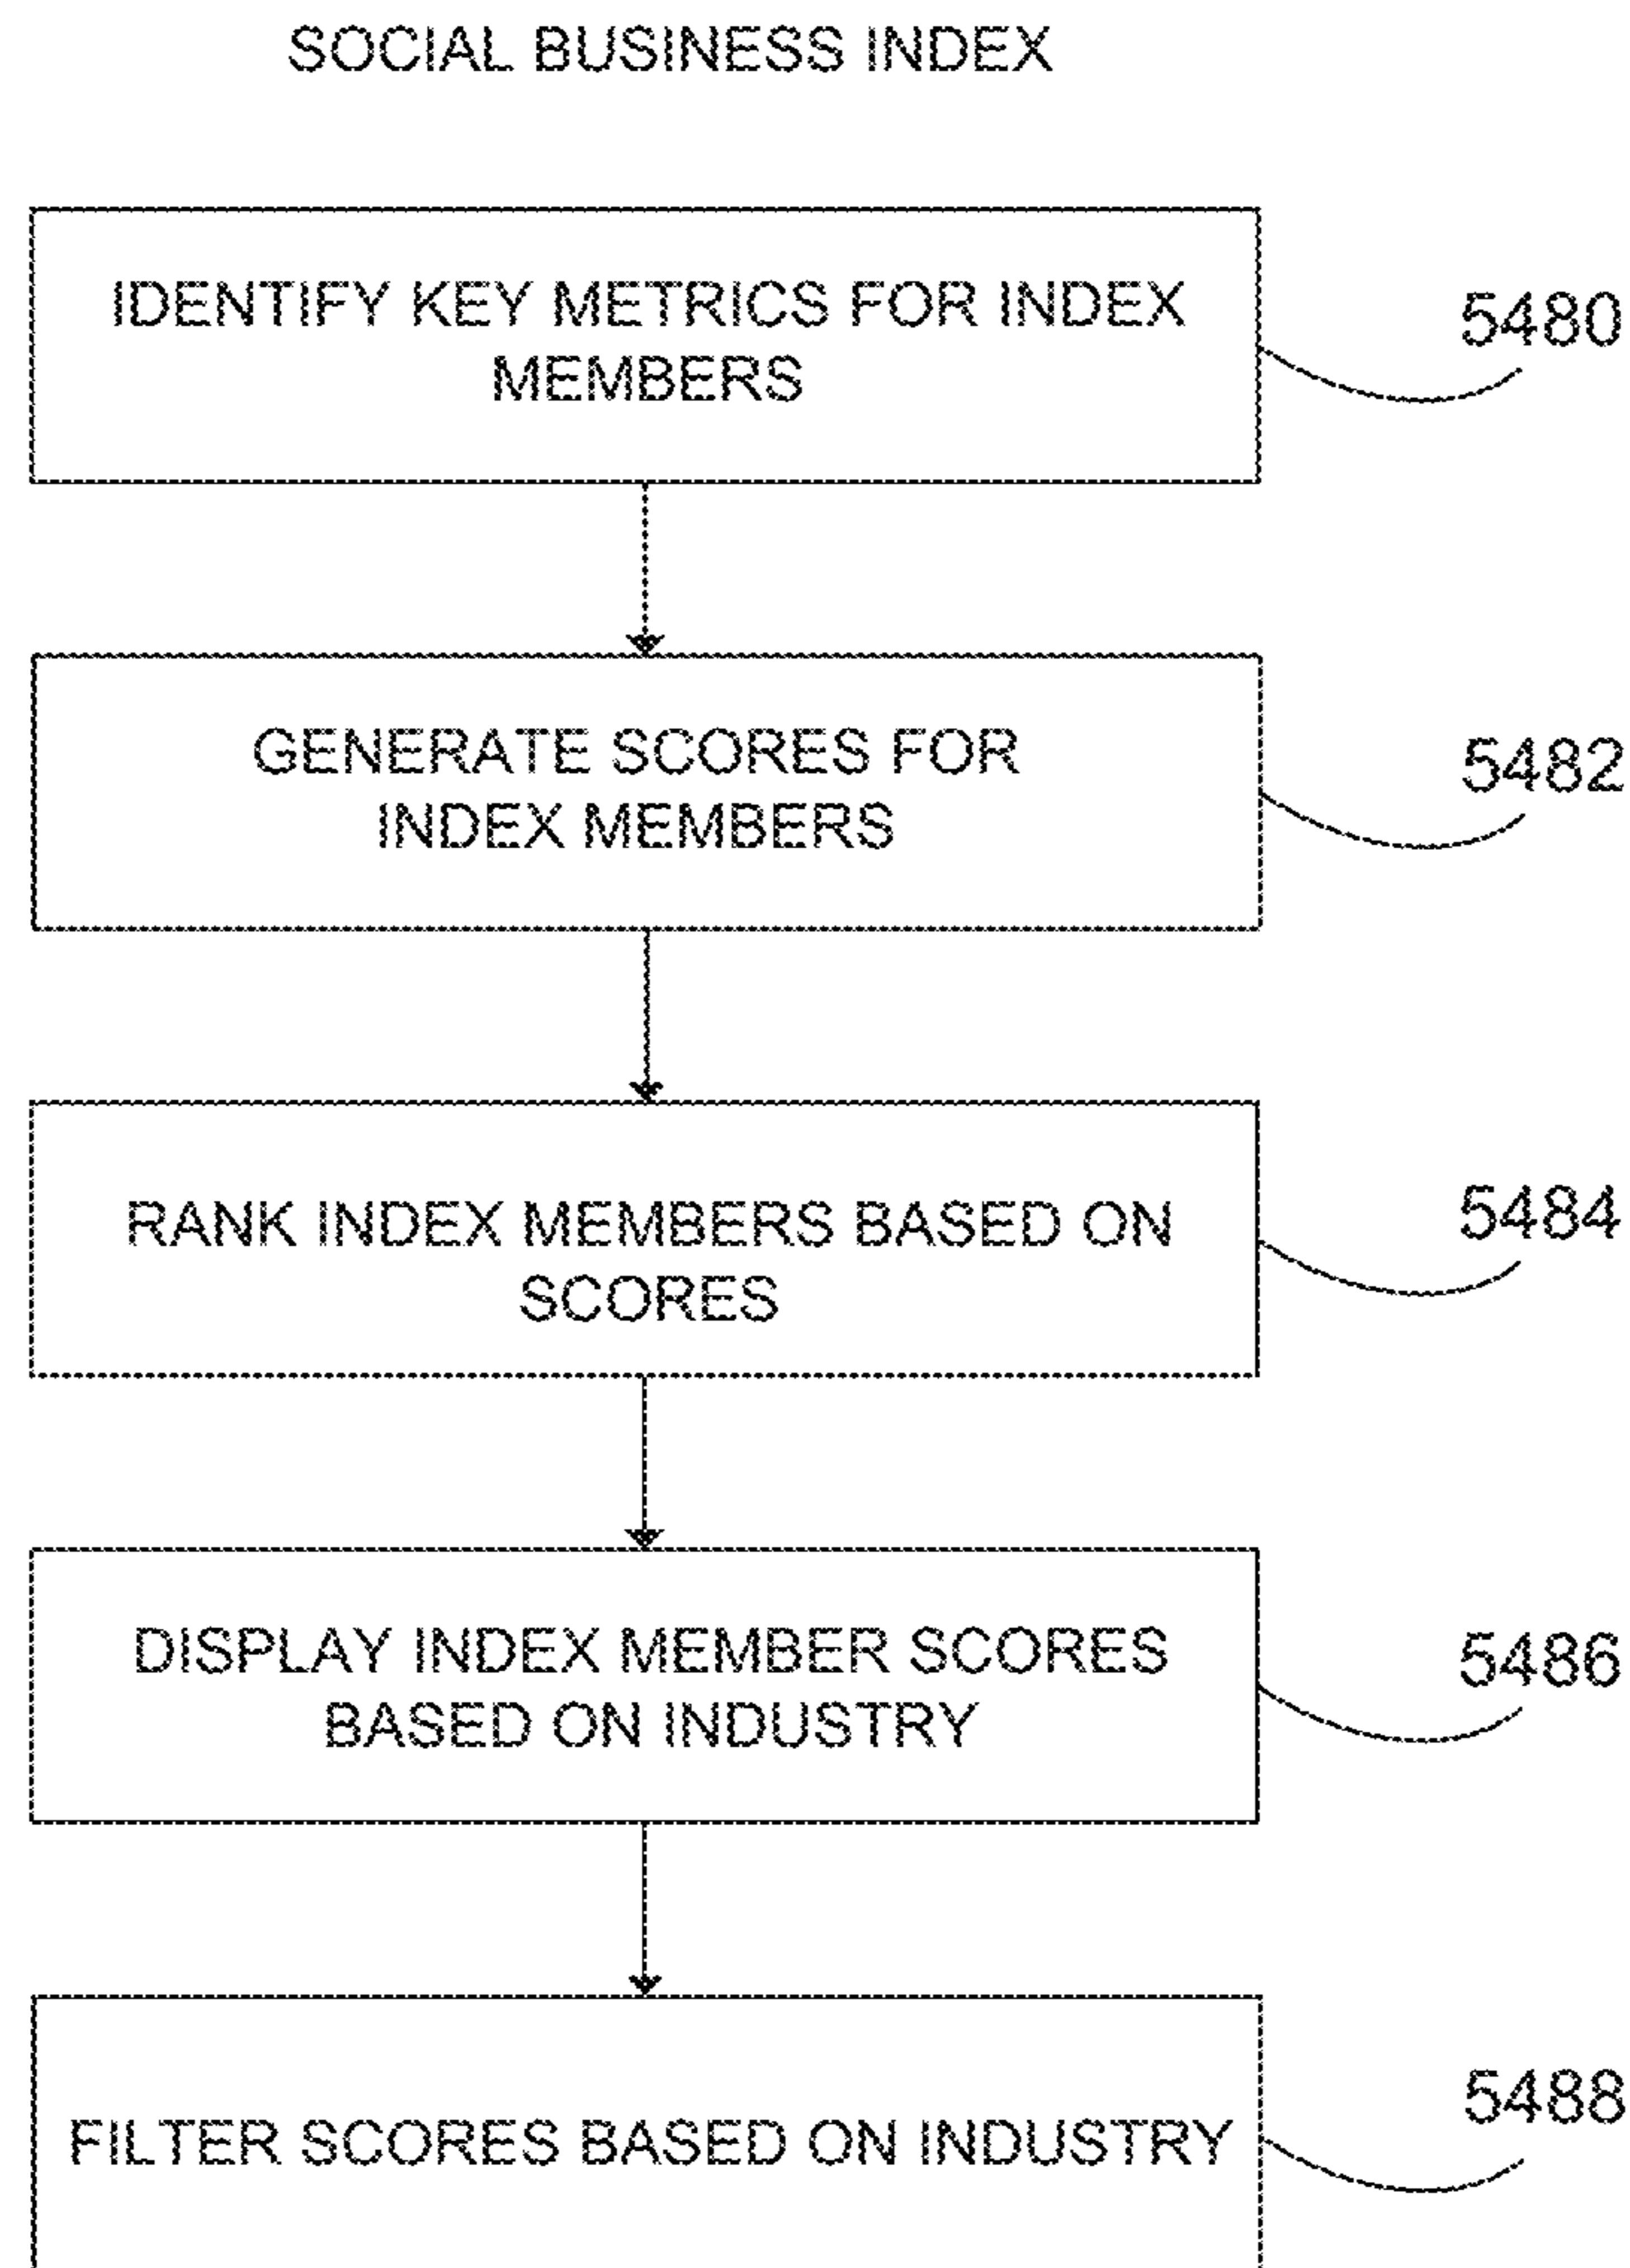 SOCIAL BUSINESS INDEX
IDENTIFY KEY METRICS FOR INDEX
MEMBERS
5480
GENERATE SCORES FOR
INDEX MEMBERS
5482
RANK INDEX MEMBERS BASED ON
SCORES
5484
DISPLAY INDEX MEMBER SCORES
BASED ON INDUSTRY
5486
FILTER SCORES BASED ON INDUSTRY
5488